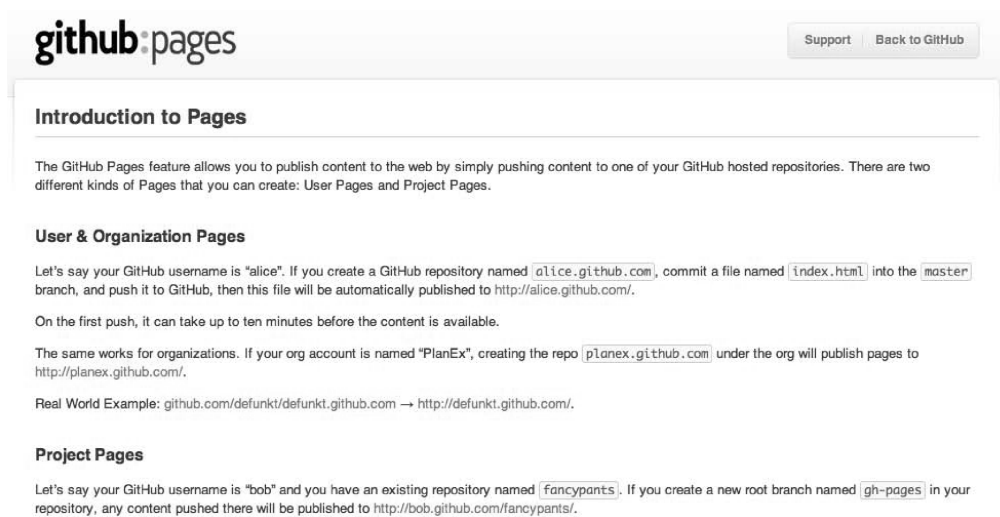 github:pages
Support Back to GitHub
Introduction to Pages
The GitHub Pages feature allows you to publish content to the web by simply pushing content to one of your GitHub hosted repositories. There are two
different kinds of Pages that you can create: User Pages and Project Pages.
User & Organization Pages
Let's say your GitHub username is “alice”. If you create a GitHub repository named alice.github.com, commit a file named index.html into the master
branch, and push it to GitHub, then this file will be automatically published to http://alice.github.com/.
On the first push, it can take up to ten minutes before the content is available.
The same works for organizations. If your org account is named “PlanEx”, creating the repo planex.github.com under the org will publish pages to
http://planex.github.com/.
Real World Example: github.com/defunkt/defunkt.github.com → http://defunkt.github.com/.
Project Pages
Let's say your GitHub username is “bob” and you have an existing repository named fancypants. If you create a new root branch named gh-pages in your
repository, any content pushed there will be published to http://bob.github.com/fancypants/.